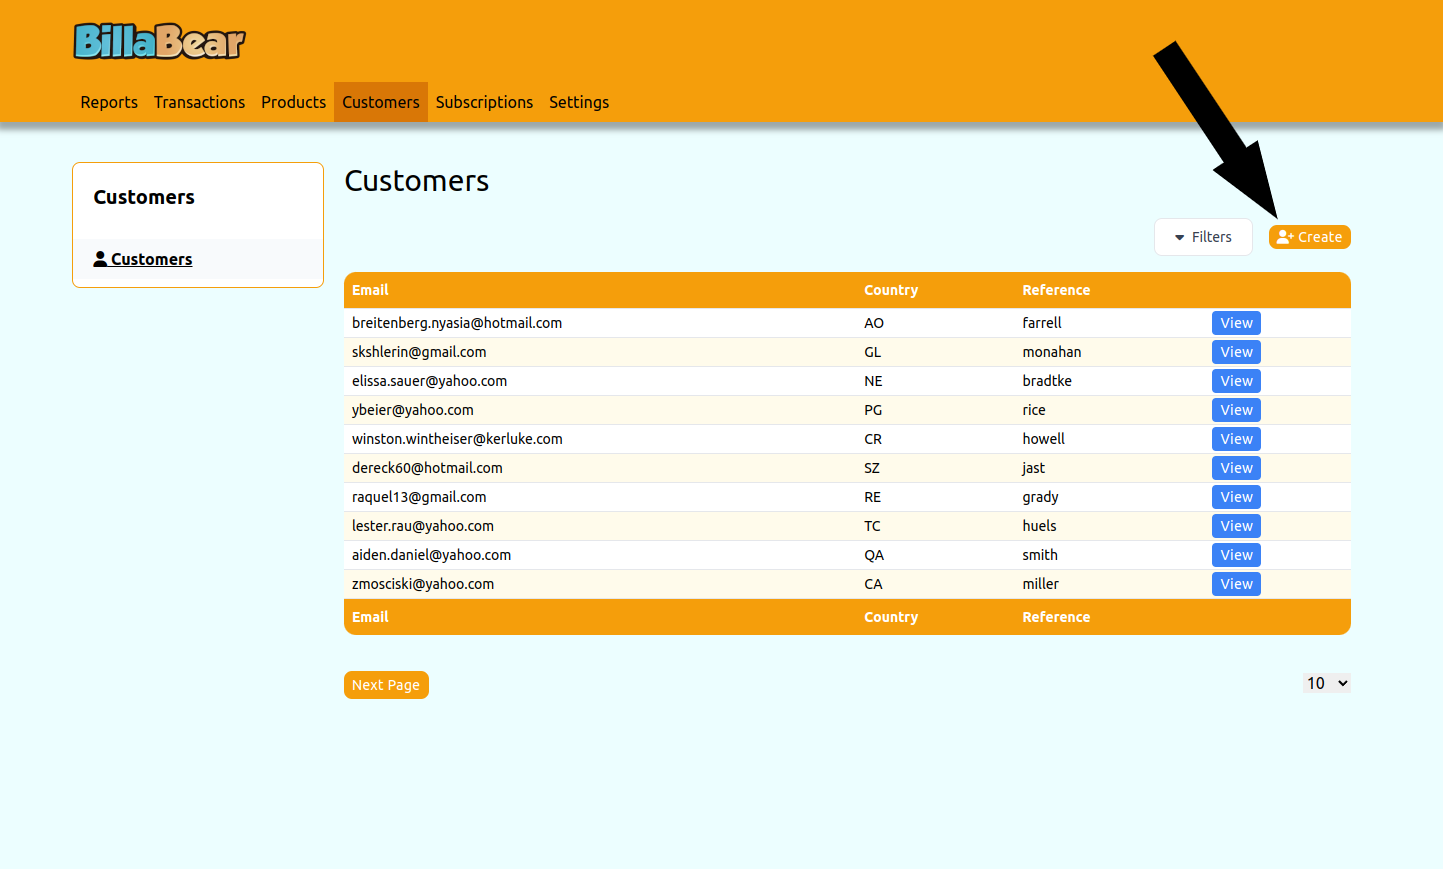 BillaBear
Reports Transactions Products Customers Subscriptions Settings
Customers
Customers
Customers
Filters Create
Email Country Reference
breitenberg.nyasia@hotmail.com AO farrell View
skshlerin@gmail.com GL monahan View
elissa.sauer@yahoo.com NE bradtke View
ybeier@yahoo.com PG rice View
winston.wintheiser@kerluke.com CR howell View
dereck60@hotmail.com SZ jast View
raquel13@gmail.com RE grady View
lester.rau@yahoo.com TC huels View
aiden.daniel@yahoo.com QA smith View
zmosciski@yahoo.com CA miller View
Email Country Reference
Next Page 10